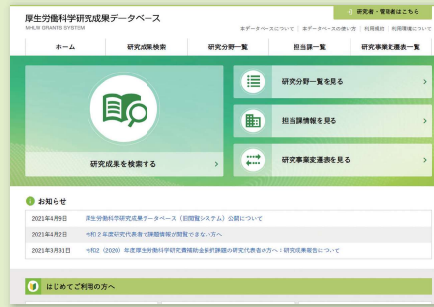 厚生労働科学研究成果データベース
MHLW GRANTS SYSTEM
研究者・管理者はこちら
本データベースについて 本データベースの使い方 利用規約 利用環境について
ホーム 研究成果検索 研究分野一覧 担当課一覧 研究事業変遷表一覧
研究成果を検索する
研究分野一覧を見る
担当課情報を見る
研究事業変遷表を見る
お知らせ
2021年4月9日 厚生労働科学研究成果データベース(旧閲覧システム)公開について
2021年4月2日 令和2年度研究代表者で課題情報が閲覧できない方へ
2021年3月31日 令和2(2020)年度厚生労働科学研究費補助金採択課題の研究代表者の方へ:研究成果報告について
はじめてご利用の方へ